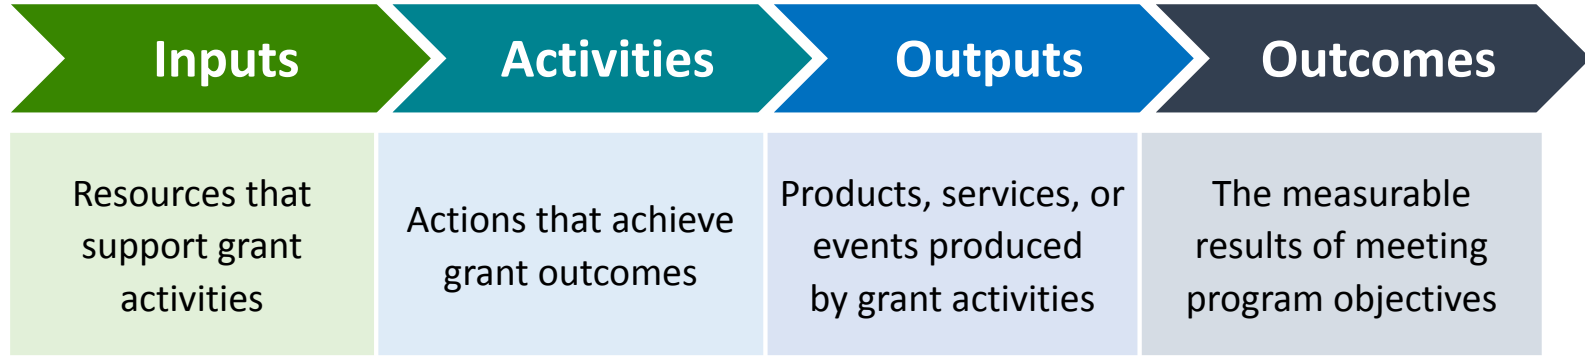 Inputs
Activities
Outputs
Outcomes
Resources that
support grant
activities
Actions that achieve
grant outcomes
Products, services, or
events produced
by grant activities
The measurable
results of meeting
program objectives